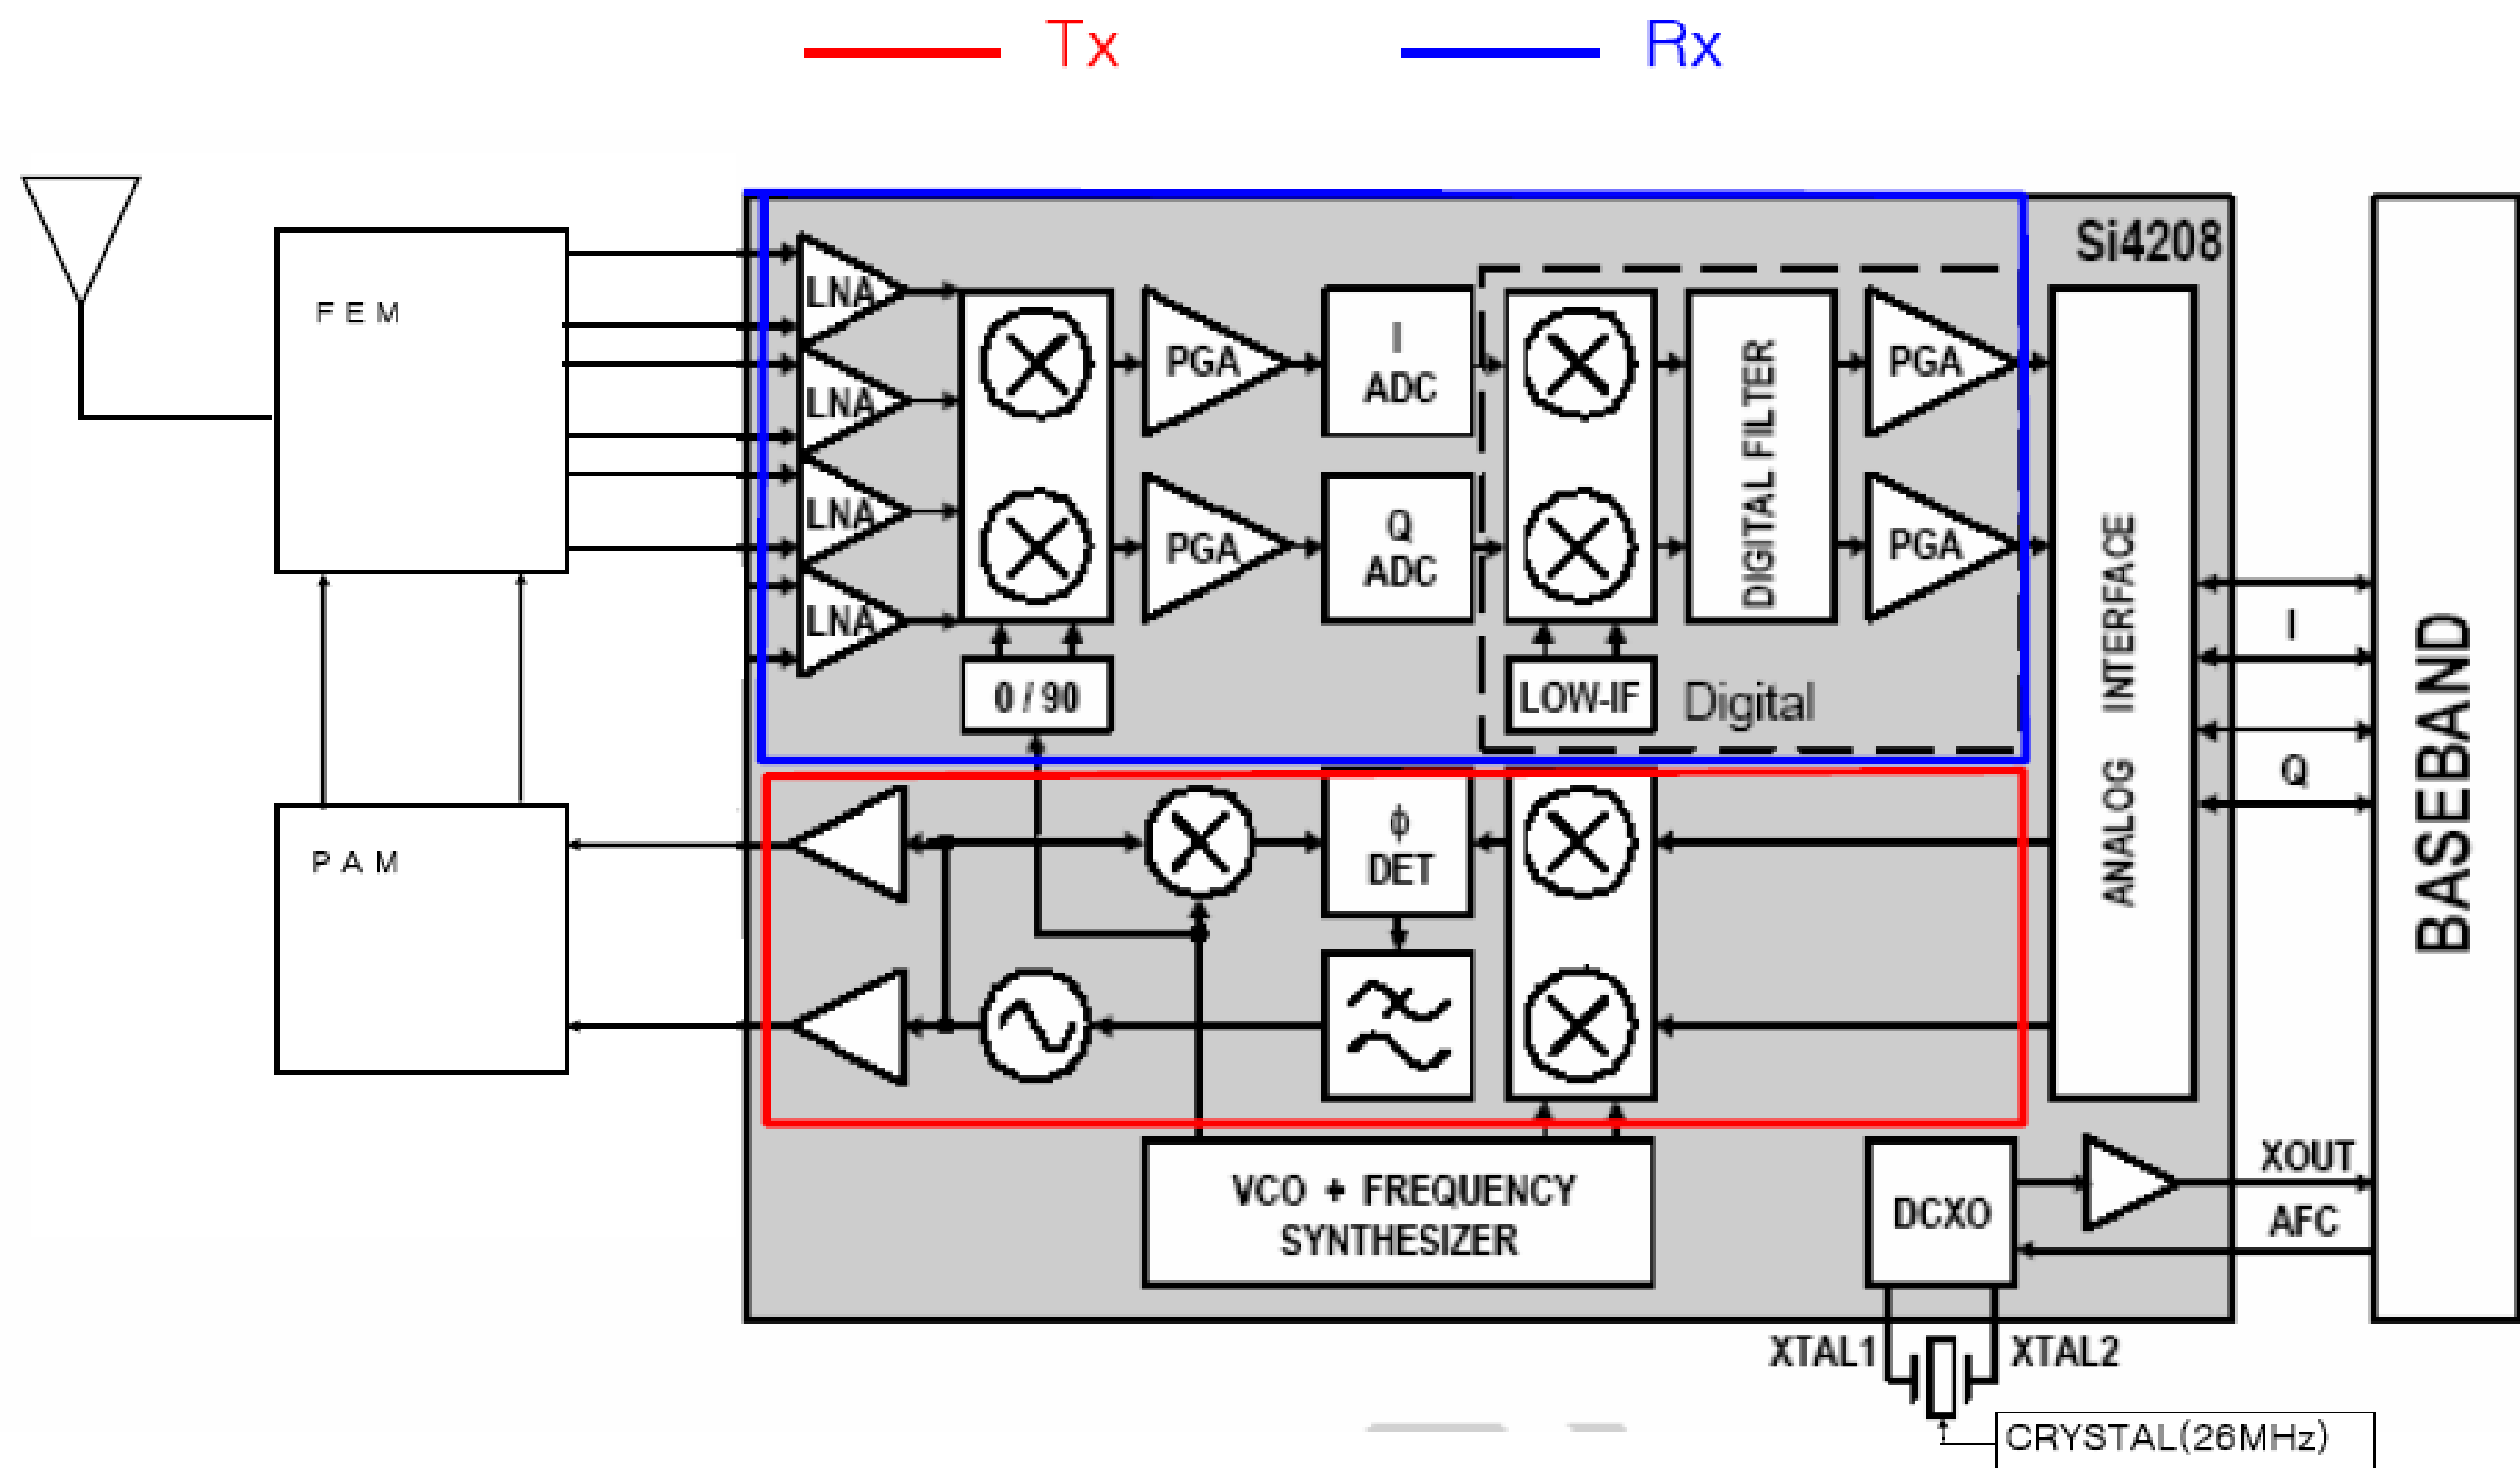 Tx
Rx
Si4208
FEM
LNA
LNA
LNA
LNA
PGA
PGA
I
ADC
Q
ADC
DIGITAL FILTER
PGA
PGA
0 / 90
LOW-IF
Digital
ANALOG INTERFACE
I
Q
BASEBAND
PAM
ϕ
DET
VCO + FREQUENCY
SYNTHESIZER
DCXO
XOUT
AFC
XTAL1
XTAL2
CRYSTAL(26MHz)